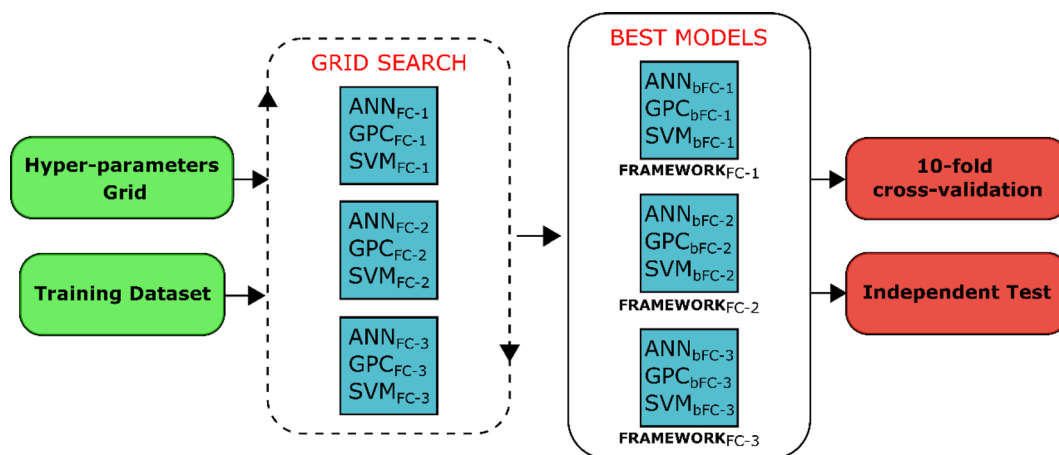 Hyper-parameters
Grid
Training Dataset
GRID SEARCH
ANNFC-1
GPCFC-1
SVMFC-1
ANNFC-2
GPCFC-2
SVMFC-2
ANNFC-3
GPCFC-3
SVMFC-3
BEST MODELS
ANNbFC-1
GPCbFC-1
SVMbFC-1
FRAMEWORKFC-1
ANNbFC-2
GPCbFC-2
SVMbFC-2
FRAMEWORKFC-2
ANNbFC-3
GPCbFC-3
SVMbFC-3
FRAMEWORKFC-3
10-fold
cross-validation
Independent Test